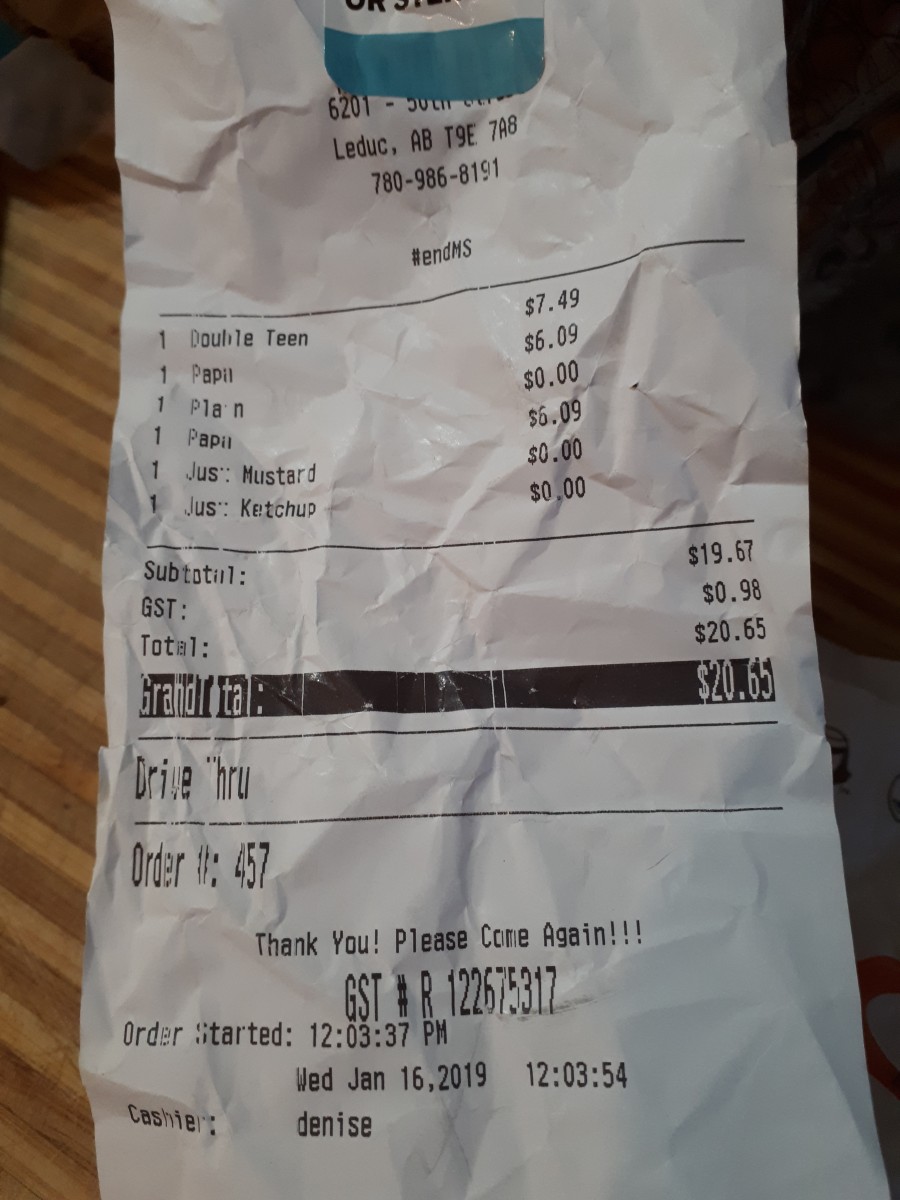 6201 - 50th
Leduc, AB T9E 7A8
780-986-8191
#endMS
1 Double Teen $7.49
1 Papa $6.09
1 Plain $0.00
1 Papa $6.09
1 Just Mustard $0.00
1 Just Ketchup $0.00
Subtotal: $19.67
GST: $0.98
Total: $20.65
GrandTotal: $20.65
Drive Thru
Order #: 457
Thank You! Please Come Again!!!
GST # R 122675317
Order Started: 12:03:37 PM
Wed Jan 16,2019 12:03:54
Cashier: denise